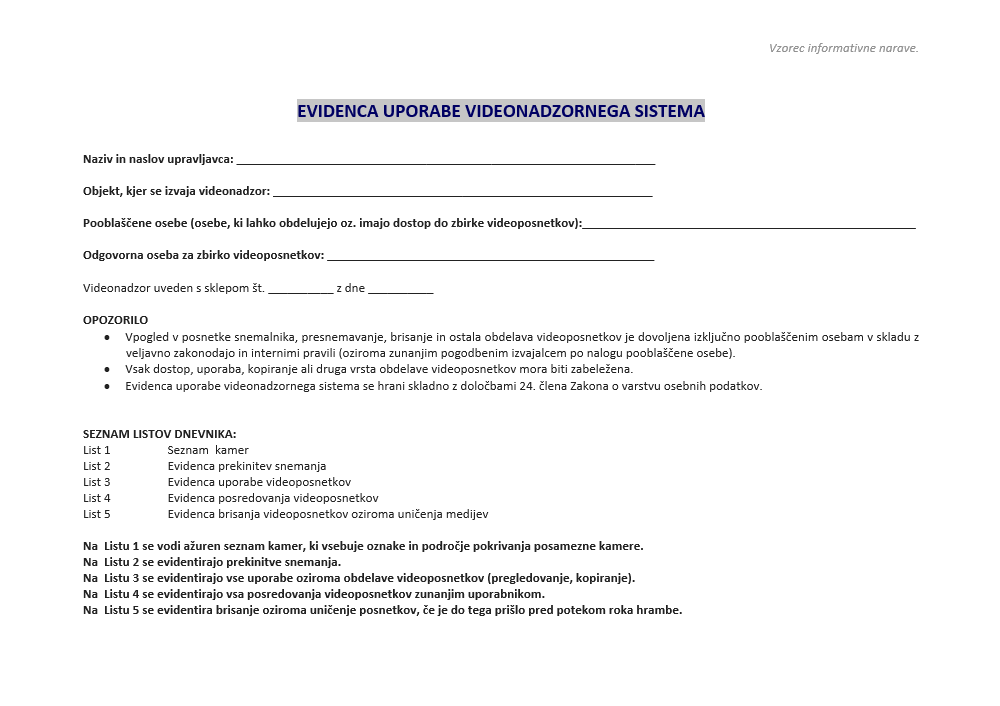 Vzorec informativne narave.
EVIDENCA UPORABE VIDEONADZORNEGA SISTEMA
Naziv in naslov upravljavca: ________________________________________________________________
Objekt, kjer se izvaja videonadzor: __________________________________________________________
Pooblaščene osebe (osebe, ki lahko obdelujejo oz. imajo dostop do zbirke videoposnetkov):___________________________________________________
Odgovorna oseba za zbirko videoposnetkov: __________________________________________________
Videonadzor uveden s sklepom št. __________ z dne __________
OPOZORILO
• Vpogled v posnetke snemalnika, presnemavanje, brisanje in ostala obdelava videoposnetkov je dovoljena izključno pooblaščenim osebam v skladu z
veljavno zakonodajo in internimi pravili (oziroma zunanjim pogodbenim izvajalcem po nalogu pooblaščene osebe).
• Vsak dostop, uporaba, kopiranje ali druga vrsta obdelave videoposnetkov mora biti zabeležena.
• Evidenca uporabe videonadzornega sistema se hrani skladno z določbami 24. člena Zakona o varstvu osebnih podatkov.
SEZNAM LISTOV DNEVNIKA:
List 1 Seznam  kamer
List 2 Evidenca prekinitev snemanja
List 3 Evidenca uporabe videoposnetkov
List 4 Evidenca posredovanja videoposnetkov
List 5 Evidenca brisanja videoposnetkov oziroma uničenja medijev
Na  Listu 1 se vodi ažuren seznam kamer, ki vsebuje oznake in področje pokrivanja posamezne kamere.
Na  Listu 2 se evidentirajo prekinitve snemanja.
Na  Listu 3 se evidentirajo vse uporabe oziroma obdelave videoposnetkov (pregledovanje, kopiranje).
Na  Listu 4 se evidentirajo vsa posredovanja videoposnetkov zunanjim uporabnikom.
Na  Listu 5 se evidentira brisanje oziroma uničenje posnetkov, če je do tega prišlo pred potekom roka hrambe.